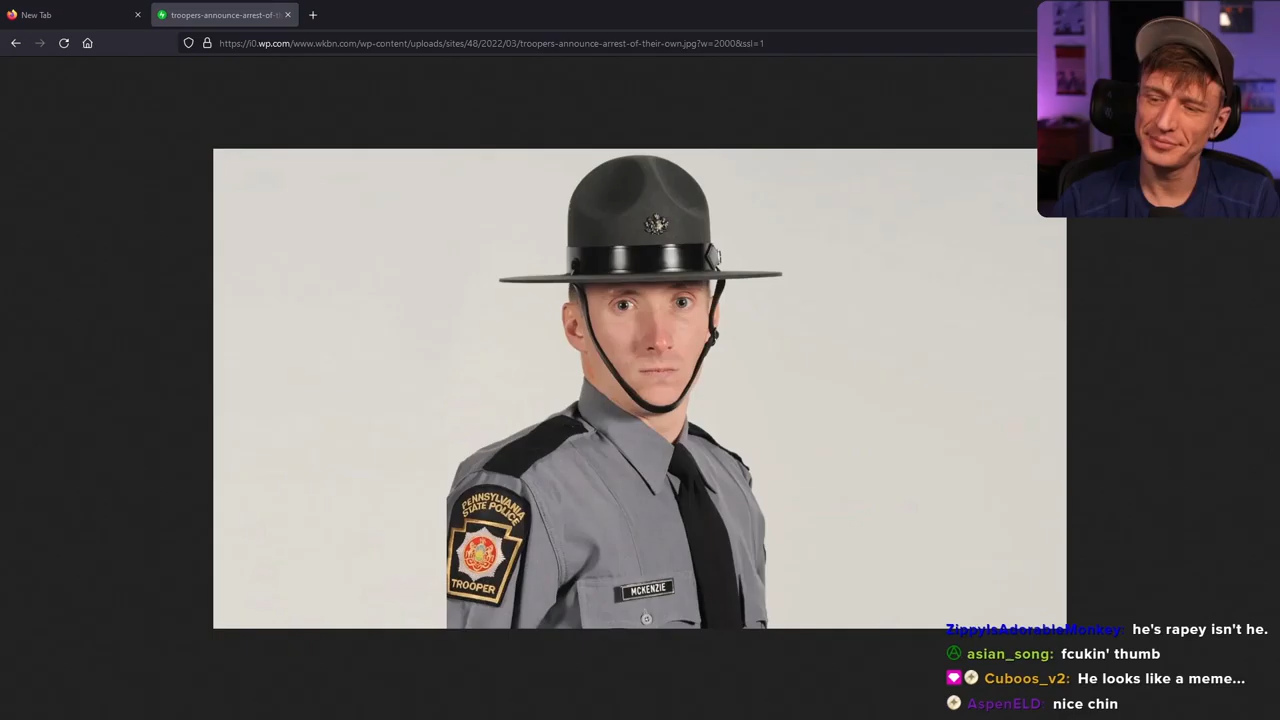 New Tab
troopers-announce-arrest-of-t
https://i0.wp.com/www.wkbn.com/wp-content/uploads/sites/48/2022/03/troopers-announce-arrest-of-their-own.jpg?w=2000&ssl=1
PENNSYLVANIA
STATE POLICE
TROOPER
MCKENZIE
ZippyIsAdorableMonkey: he's rapey isn't he.
asian_song: fcukin' thumb
Cuboos_v2: He looks like a meme...
AspenELD: nice chin